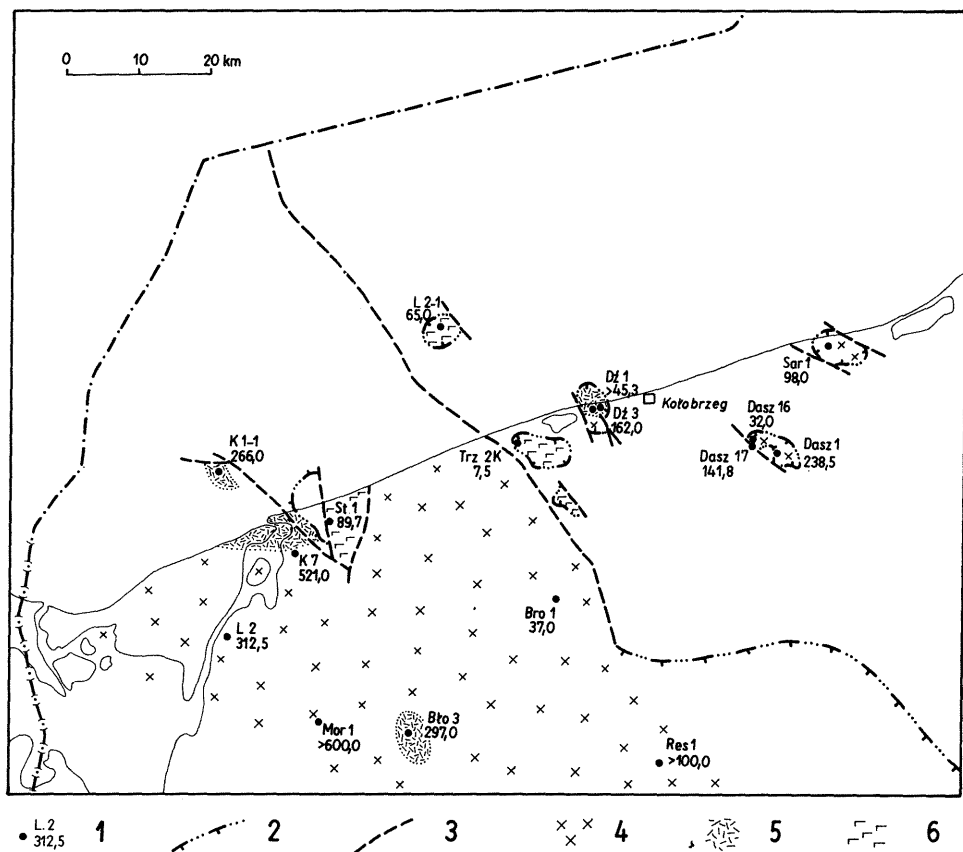 0 10 20 km
L 2-1
65,0
Sar 1
98,0
Dź 1
>45,3
Dź 3
162,0
Kołobrzeg
Dasz 16
32,0
Dasz 17
141,8
Dasz 1
238,5
Trz 2K
7,5
K 1-1
266,0
St 1
89,7
K 7
521,0
Bro 1
37,0
L 2
312,5
Mor 1
>600,0
Bło 3
297,0
Res 1
>100,0
L. 2
312,5
1 2 3 4 5 6